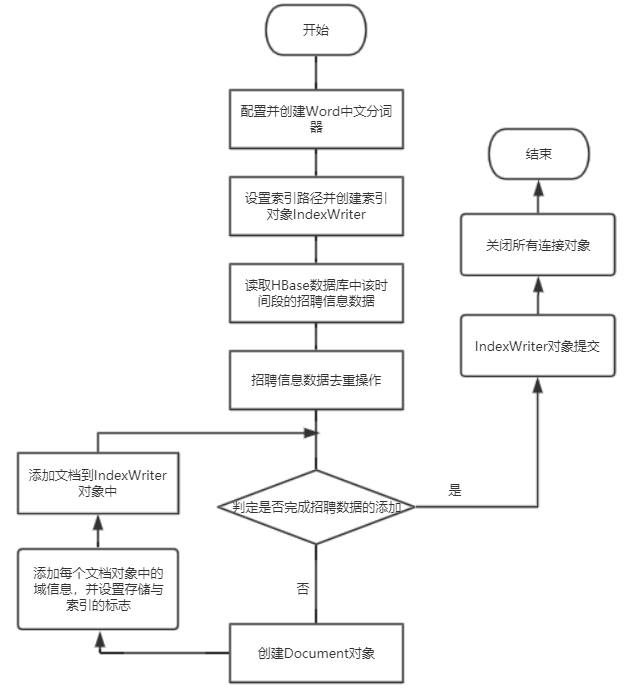 开始
配置并创建Word中文分词
器
设置索引路径并创建索引
对象IndexWriter
读取HBase数据库中该时
间段的招聘信息数据
招聘信息数据去重操作
判定是否完成招聘数据的添加
是
IndexWriter对象提交
关闭所有连接对象
结束
否
创建Document对象
添加每个文档对象中的
域信息，并设置存储与
索引的标志
添加文档到IndexWriter
对象中